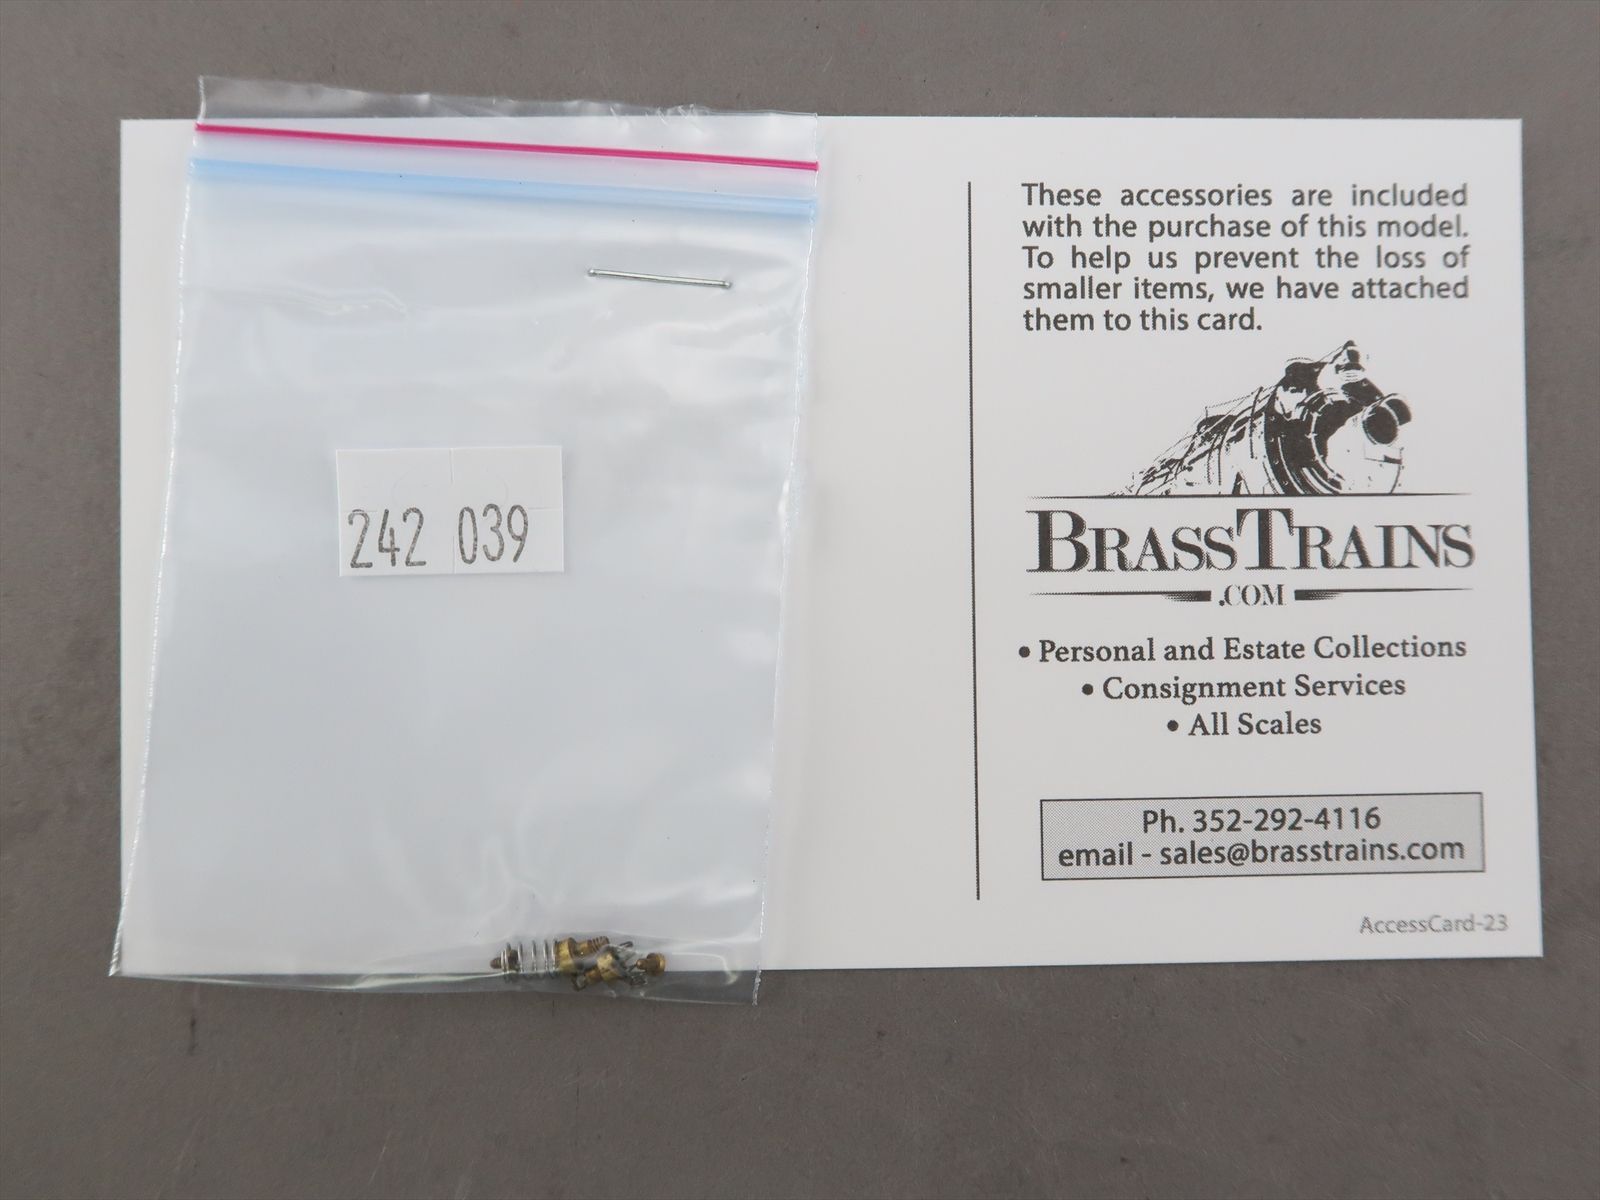 242 039
These accessories are included
with the purchase of this model.
To help us prevent the loss of
smaller items, we have attached
them to this card.
BRASSTRAINS
.COM
• Personal and Estate Collections
• Consignment Services
• All Scales
Ph. 352-292-4116
email - sales@brasstrains.com
AccessCard-23